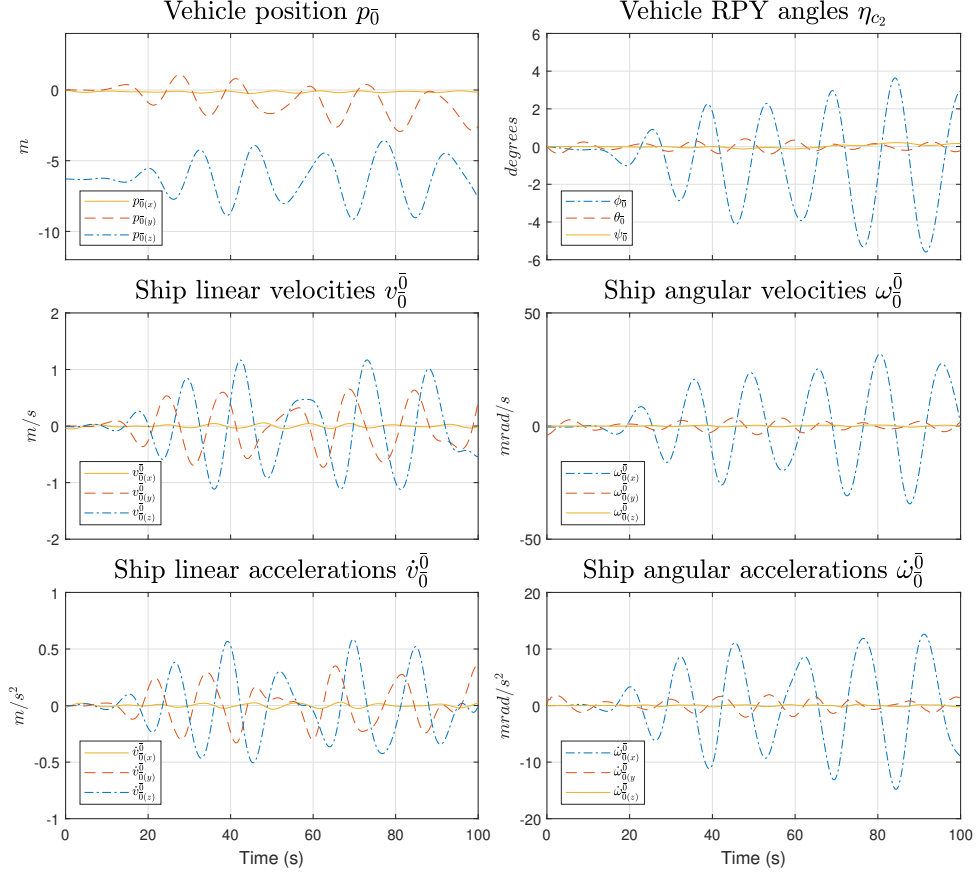 Vehicle position p_0̄
Vehicle RPY angles η_c₂
0
-5
-10
m
p_0̄(x)
p_0̄(y)
p_0̄(z)
6
4
2
0
-2
-4
-6
degrees
ϕ_0̄
θ_0̄
ψ_0̄
Ship linear velocities v_0̄^0̄
Ship angular velocities ω_0̄^0̄
2
1
0
-1
-2
m/s
v_0̄(x)^0̄
v_0̄(y)^0̄
v_0̄(z)^0̄
50
0
-50
mrad/s
ω_0̄(x)^0̄
ω_0̄(y)^0̄
ω_0̄(z)^0̄
Ship linear accelerations v̇_0̄^0̄
Ship angular accelerations ω̇_0̄^0̄
1
0.5
0
-0.5
-1
m/s²
v̇_0̄(x)^0̄
v̇_0̄(y)^0̄
v̇_0̄(z)^0̄
0 20 40 60 80 100
Time (s)
20
10
0
-10
-20
mrad/s²
ω̇_0̄(x)^0̄
ω̇_0̄(y^0̄
ω̇_0̄(z)^0̄
0 20 40 60 80 100
Time (s)